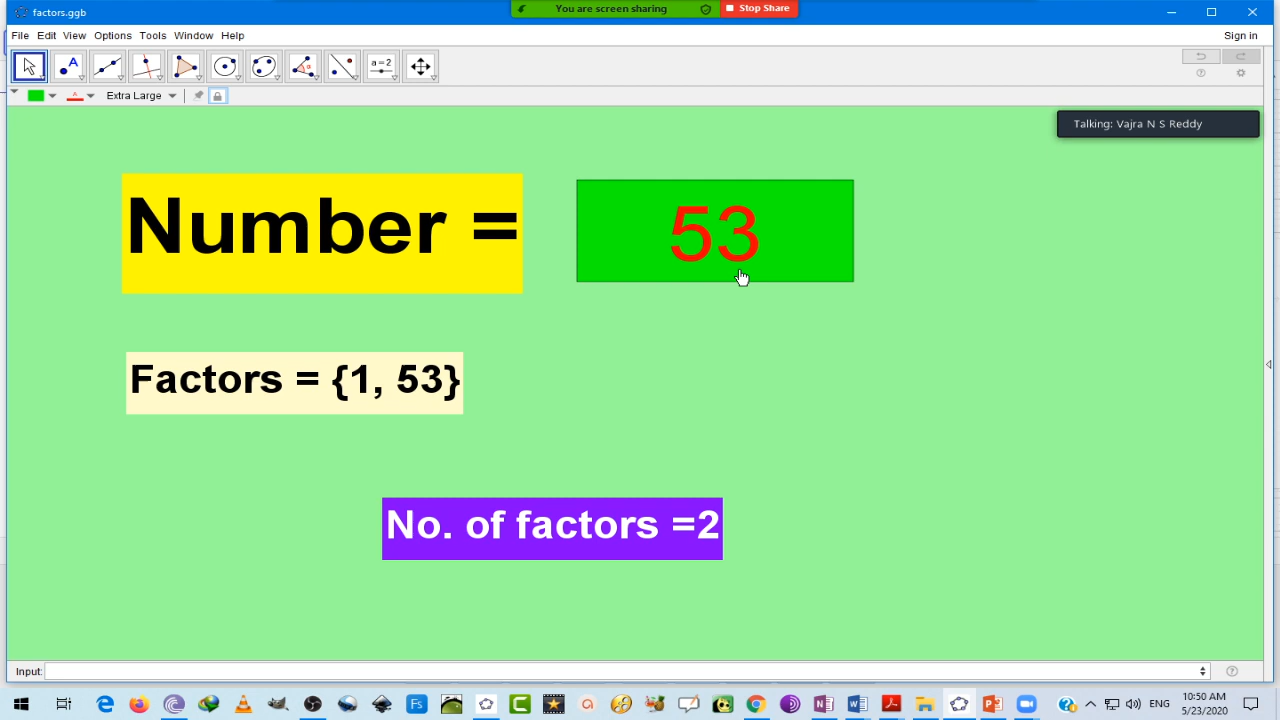 factors.ggb
You are screen sharing
Stop Share
File Edit View Options Tools Window Help
Sign in
A
a=2
A Extra Large
Talking: Vajra N S Reddy
Number =
53
Factors = {1, 53}
No. of factors =2
Input:
Fs
10:50 AM
ENG
5/23/2020